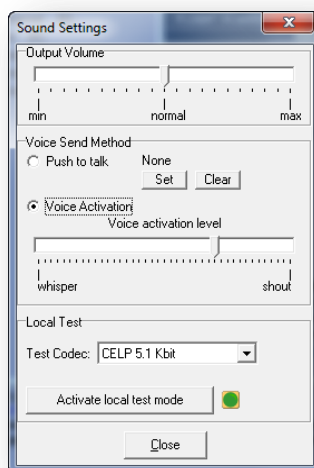 Sound Settings
Output Volume
min normal max
Voice Send Method
Push to talk None
Set Clear
Voice Activation
Voice activation level
whisper shout
Local Test
Test Codec: CELP 5.1 Kbit
Activate local test mode
Close